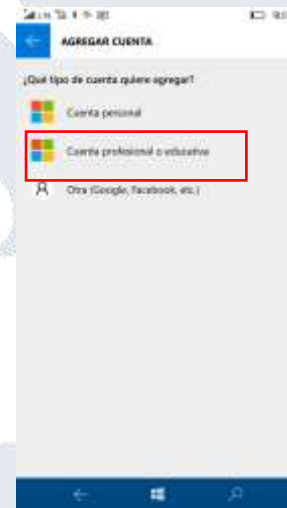 AGREGAR CUENTA
¿Qué tipo de cuenta quiere agregar?
Cuenta personal
Cuenta profesional o educativa
Otra (Google, Facebook, etc.)